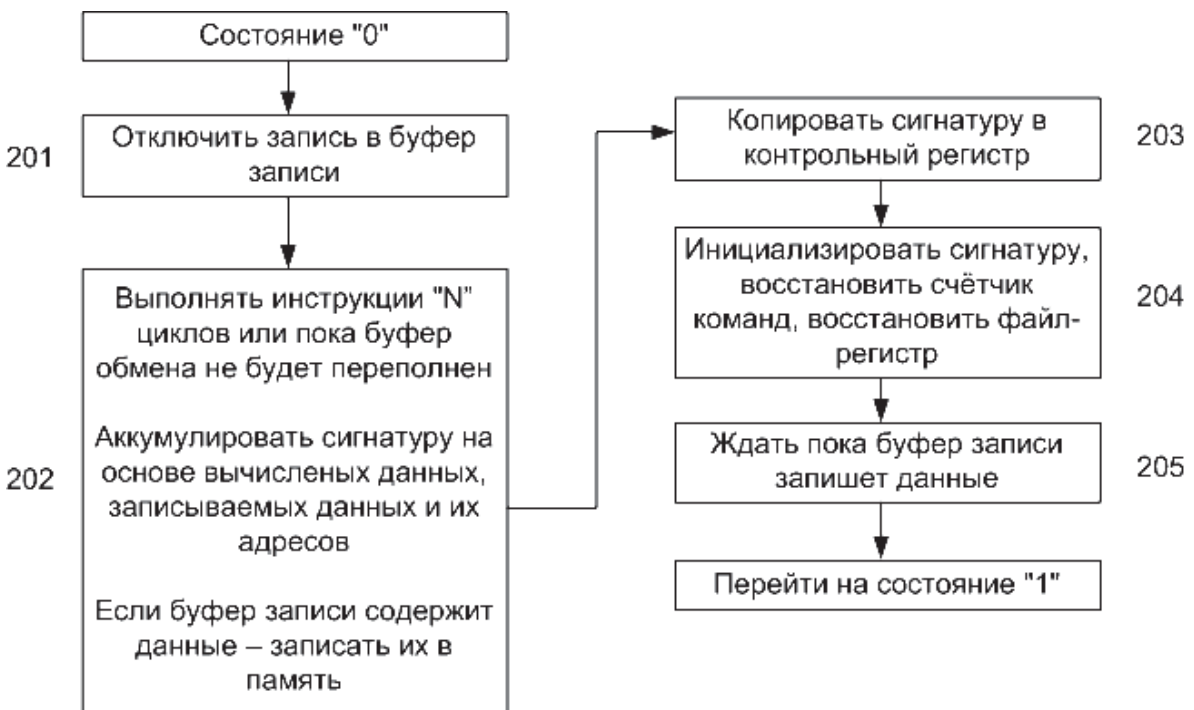 Состояние "0"
201
Отключить запись в буфер
записи
202
Выполнять инструкции "N"
циклов или пока буфер
обмена не будет переполнен
Аккумулировать сигнатуру на
основе вычисленых данных,
записываемых данных и их
адресов
Если буфер записи содержит
данные – записать их в
память
Копировать сигнатуру в
контрольный регистр
203
Инициализировать сигнатуру,
восстановить счётчик
команд, восстановить файл-
регистр
204
Ждать пока буфер записи
запишет данные
205
Перейти на состояние "1"